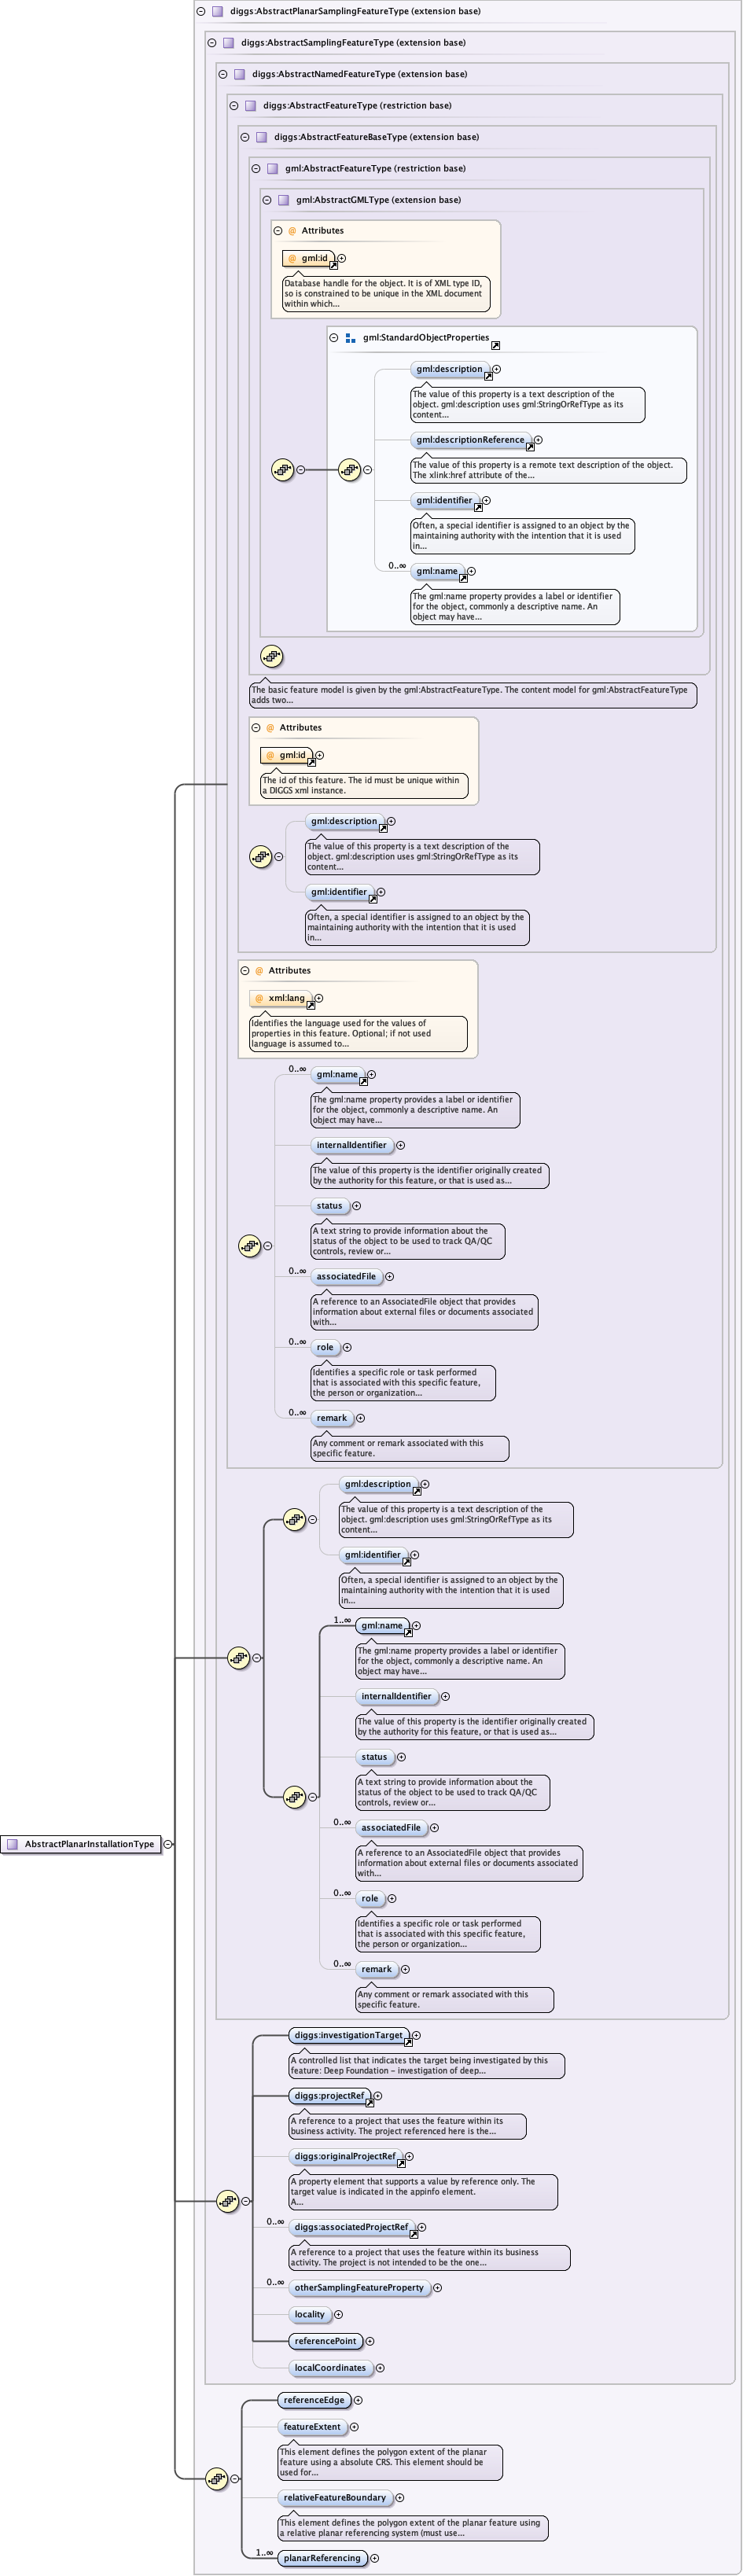 diggs:AbstractPlanarSamplingFeatureType (extension base)
diggs:AbstractSamplingFeatureType (extension base)
diggs:AbstractNamedFeatureType (extension base)
diggs:AbstractFeatureType (restriction base)
diggs:AbstractFeatureBaseType (extension base)
gml:AbstractFeatureType (restriction base)
gml:AbstractGMLType (extension base)
@ Attributes
@ gml:id
Database handle for the object. It is of XML type ID,
so is constrained to be unique in the XML document
within which...
gml:StandardObjectProperties
gml:description
The value of this property is a text description of the
object. gml:description uses gml:StringOrRefType as its
content...
gml:descriptionReference
The value of this property is a remote text description of the object.
The xlink:href attribute of the...
gml:identifier
Often, a special identifier is assigned to an object by the
maintaining authority with the intention that it is used
in...
0..∞ gml:name
The gml:name property provides a label or identifier
for the object, commonly a descriptive name. An
object may have...
The basic feature model is given by the gml:AbstractFeatureType. The content model for gml:AbstractFeatureType
adds two...
@ Attributes
@ gml:id
The id of this feature. The id must be unique within
a DIGGS xml instance.
gml:description
The value of this property is a text description of the
object. gml:description uses gml:StringOrRefType as its
content...
gml:identifier
Often, a special identifier is assigned to an object by the
maintaining authority with the intention that it is used
in...
@ Attributes
@ xml:lang
Identifies the language used for the values of
properties in this feature. Optional; if not used
language is assumed to...
0..∞ gml:name
The gml:name property provides a label or identifier
for the object, commonly a descriptive name. An
object may have...
internalIdentifier
The value of this property is the identifier originally created
by the authority for this feature, or that is used as...
status
A text string to provide information about the
status of the object to be used to track QA/QC
controls, review or...
0..∞ associatedFile
A reference to an AssociatedFile object that provides
information about external files or documents associated
with...
0..∞ role
Identifies a specific role or task performed
that is associated with this specific feature,
the person or organization...
0..∞ remark
Any comment or remark associated with this
specific feature.
gml:description
The value of this property is a text description of the
object. gml:description uses gml:StringOrRefType as its
content...
gml:identifier
Often, a special identifier is assigned to an object by the
maintaining authority with the intention that it is used
in...
1..∞ gml:name
The gml:name property provides a label or identifier
for the object, commonly a descriptive name. An
object may have...
internalIdentifier
The value of this property is the identifier originally created
by the authority for this feature, or that is used as...
status
A text string to provide information about the
status of the object to be used to track QA/QC
controls, review or...
0..∞ associatedFile
A reference to an AssociatedFile object that provides
information about external files or documents associated
with...
AbstractPlanarInstallationType
0..∞ role
Identifies a specific role or task performed
that is associated with this specific feature,
the person or organization...
0..∞ remark
Any comment or remark associated with this
specific feature.
diggs:investigationTarget
A controlled list that indicates the target being investigated by this
feature: Deep Foundation - investigation of deep...
diggs:projectRef
A reference to a project that uses the feature within its
business activity. The project referenced here is the...
diggs:originalProjectRef
A property element that supports a value by reference only. The
target value is indicated in the appinfo element.
A...
0..∞ diggs:associatedProjectRef
A reference to a project that uses the feature within its business
activity. The project is not intended to be the one...
0..∞ otherSamplingFeatureProperty
locality
referencePoint
localCoordinates
referenceEdge
featureExtent
This element defines the polygon extent of the planar
feature using a absolute CRS. This element should be
used for...
relativeFeatureBoundary
This element defines the polygon extent of the planar feature using
a relative planar referencing system (must use...
1..∞ planarReferencing